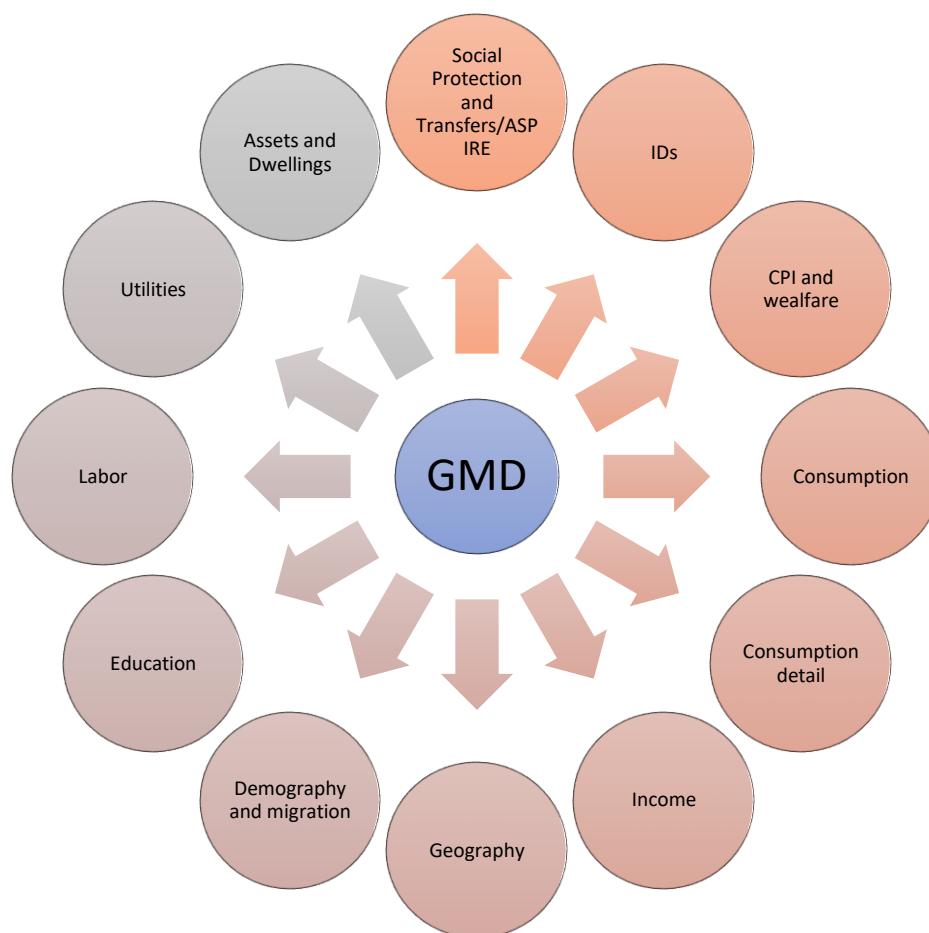 Social
Protection
and
Transfers/ASP
IRE
IDs
CPI and
wealfare
Consumption
Consumption
detail
Income
Geography
Demography
and migration
Education
Labor
Utilities
Assets and
Dwellings
GMD